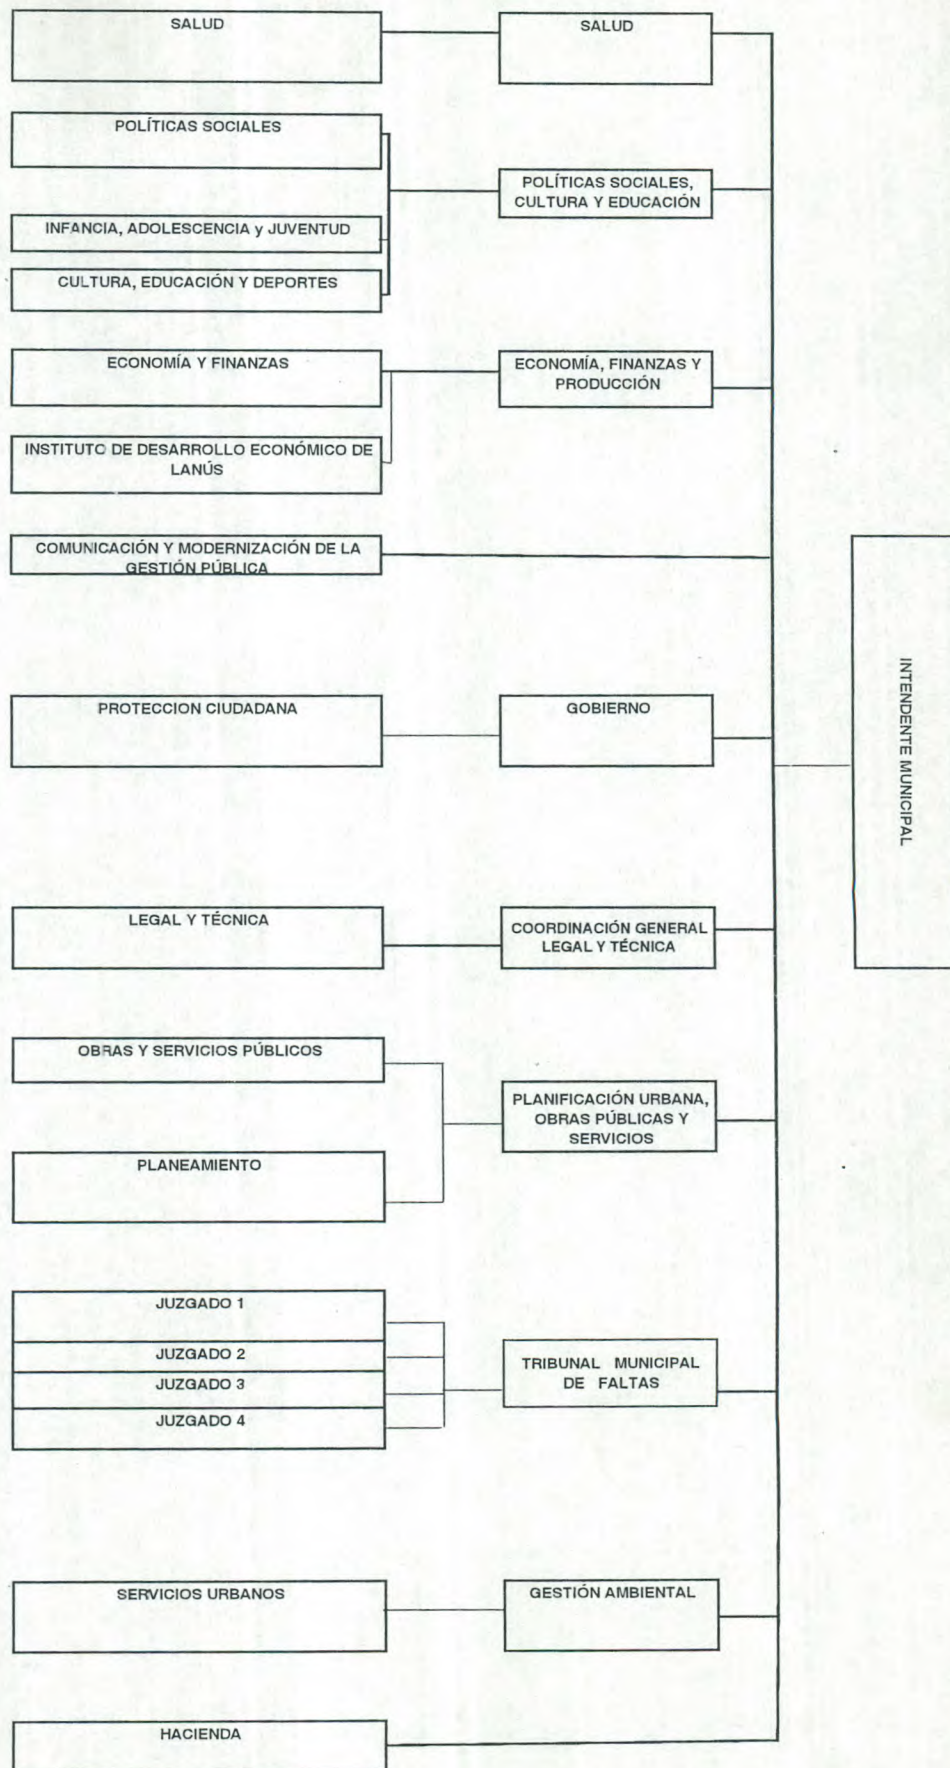 SALUD
SALUD
POLÍTICAS SOCIALES
POLÍTICAS SOCIALES,
CULTURA Y EDUCACIÓN
INFANCIA, ADOLESCENCIA y JUVENTUD
CULTURA, EDUCACIÓN Y DEPORTES
ECONOMÍA Y FINANZAS
ECONOMÍA, FINANZAS Y
PRODUCCIÓN
INSTITUTO DE DESARROLLO ECONÓMICO DE
LANÚS
COMUNICACIÓN Y MODERNIZACIÓN DE LA
GESTIÓN PÚBLICA
INTENDENTE MUNICIPAL
PROTECCION CIUDADANA
GOBIERNO
LEGAL Y TÉCNICA
COORDINACIÓN GENERAL
LEGAL Y TÉCNICA
OBRAS Y SERVICIOS PÚBLICOS
PLANIFICACIÓN URBANA,
OBRAS PÚBLICAS Y
SERVICIOS
PLANEAMIENTO
JUZGADO 1
JUZGADO 2
JUZGADO 3
JUZGADO 4
TRIBUNAL MUNICIPAL
DE FALTAS
SERVICIOS URBANOS
GESTIÓN AMBIENTAL
HACIENDA